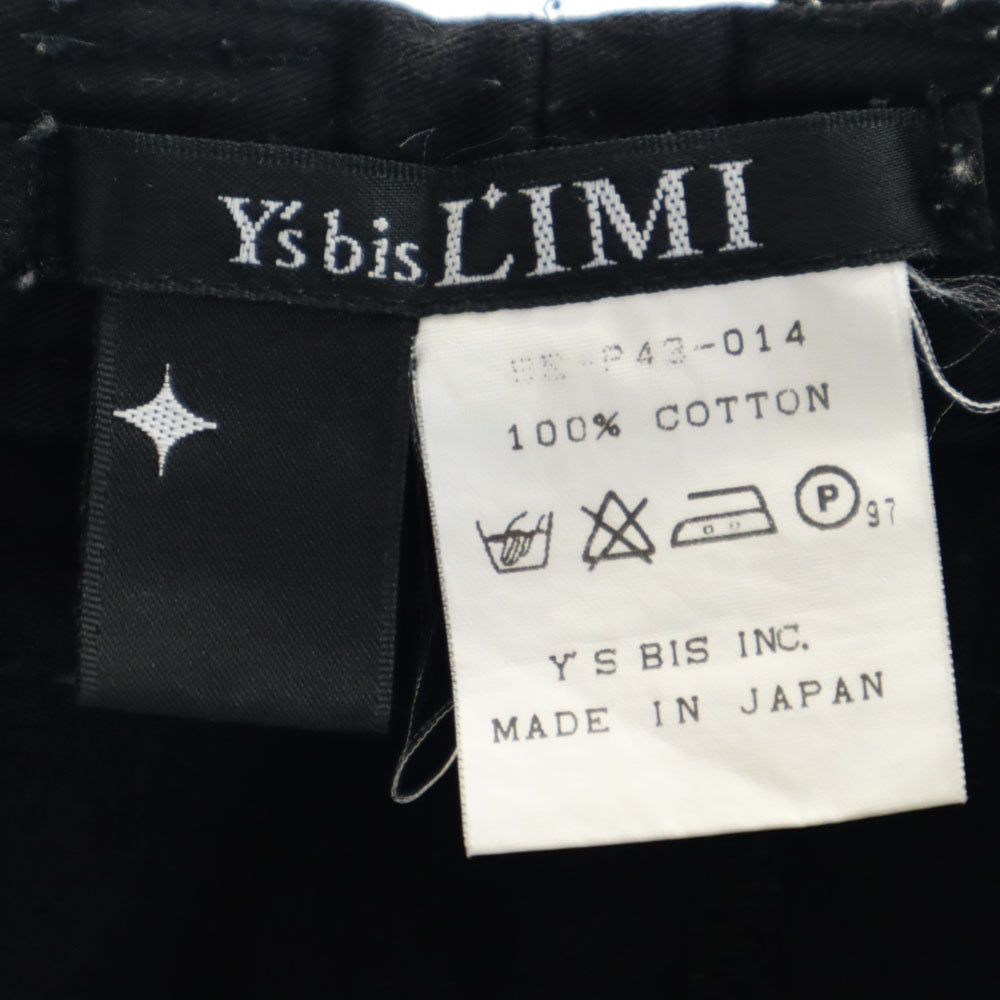 Y's bis LIMI
P43-014
100% COTTON
P 97
Y'S BIS INC.
MADE IN JAPAN